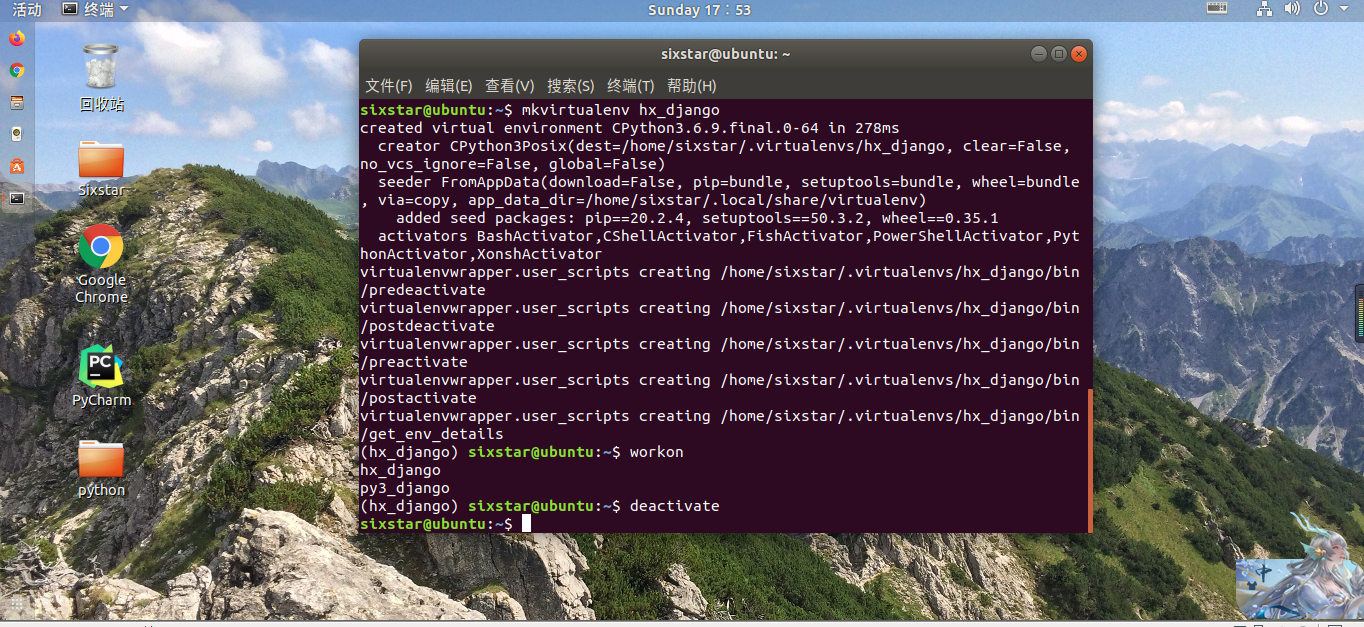 活动 终端 Sunday 17：53
回收站
Sixstar
Google
Chrome
PC
PyCharm
python
sixstar@ubuntu: ~
文件(F) 编辑(E) 查看(V) 搜索(S) 终端(T) 帮助(H)
sixstar@ubuntu:~$ mkvirtualenv hx_django
created virtual environment CPython3.6.9.final.0-64 in 278ms
  creator CPython3Posix(dest=/home/sixstar/.virtualenvs/hx_django, clear=False,
no_vcs_ignore=False, global=False)
  seeder FromAppData(download=False, pip=bundle, setuptools=bundle, wheel=bundle
, via=copy, app_data_dir=/home/sixstar/.local/share/virtualenv)
    added seed packages: pip==20.2.4, setuptools==50.3.2, wheel==0.35.1
  activators BashActivator,CShellActivator,FishActivator,PowerShellActivator,Pyt
honActivator,XonshActivator
virtualenvwrapper.user_scripts creating /home/sixstar/.virtualenvs/hx_django/bin
/predeactivate
virtualenvwrapper.user_scripts creating /home/sixstar/.virtualenvs/hx_django/bin
/postdeactivate
virtualenvwrapper.user_scripts creating /home/sixstar/.virtualenvs/hx_django/bin
/preactivate
virtualenvwrapper.user_scripts creating /home/sixstar/.virtualenvs/hx_django/bin
/postactivate
virtualenvwrapper.user_scripts creating /home/sixstar/.virtualenvs/hx_django/bin
/get_env_details
(hx_django) sixstar@ubuntu:~$ workon
hx_django
py3_django
(hx_django) sixstar@ubuntu:~$ deactivate
sixstar@ubuntu:~$
中